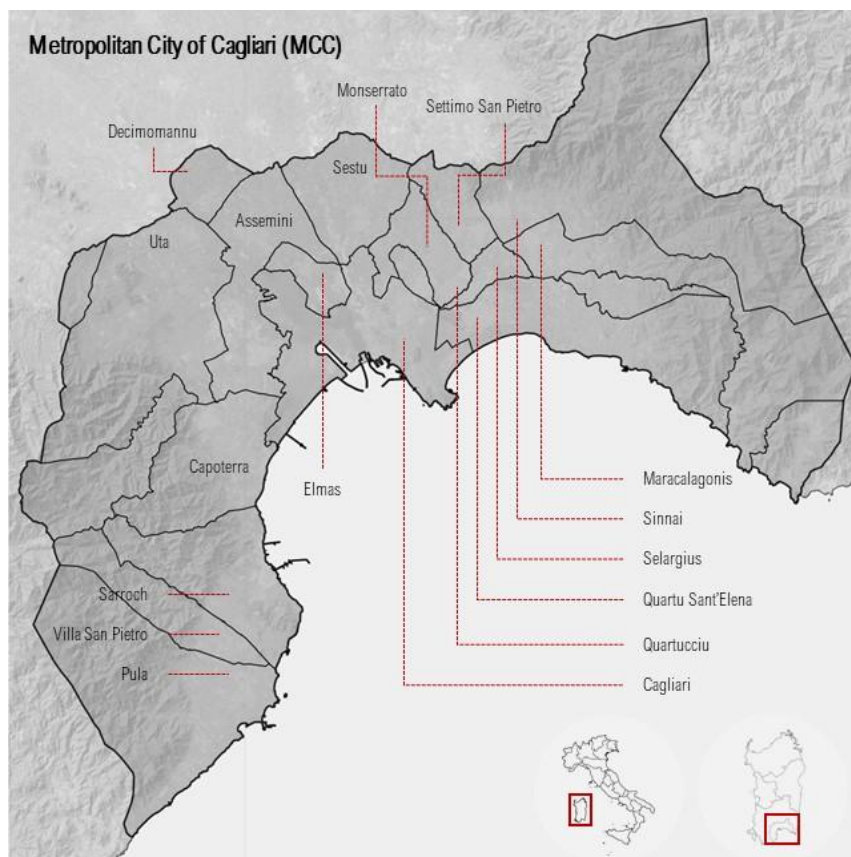 Metropolitan City of Cagliari (MCC)
Monserrato
Settimo San Pietro
Decimomannu
Sestu
Assemini
Uta
Capoterra
Elmas
Maracalagonis
Sinnai
Selargius
Sarroch
Quartu Sant'Elena
Villa San Pietro
Quartucciu
Pula
Cagliari